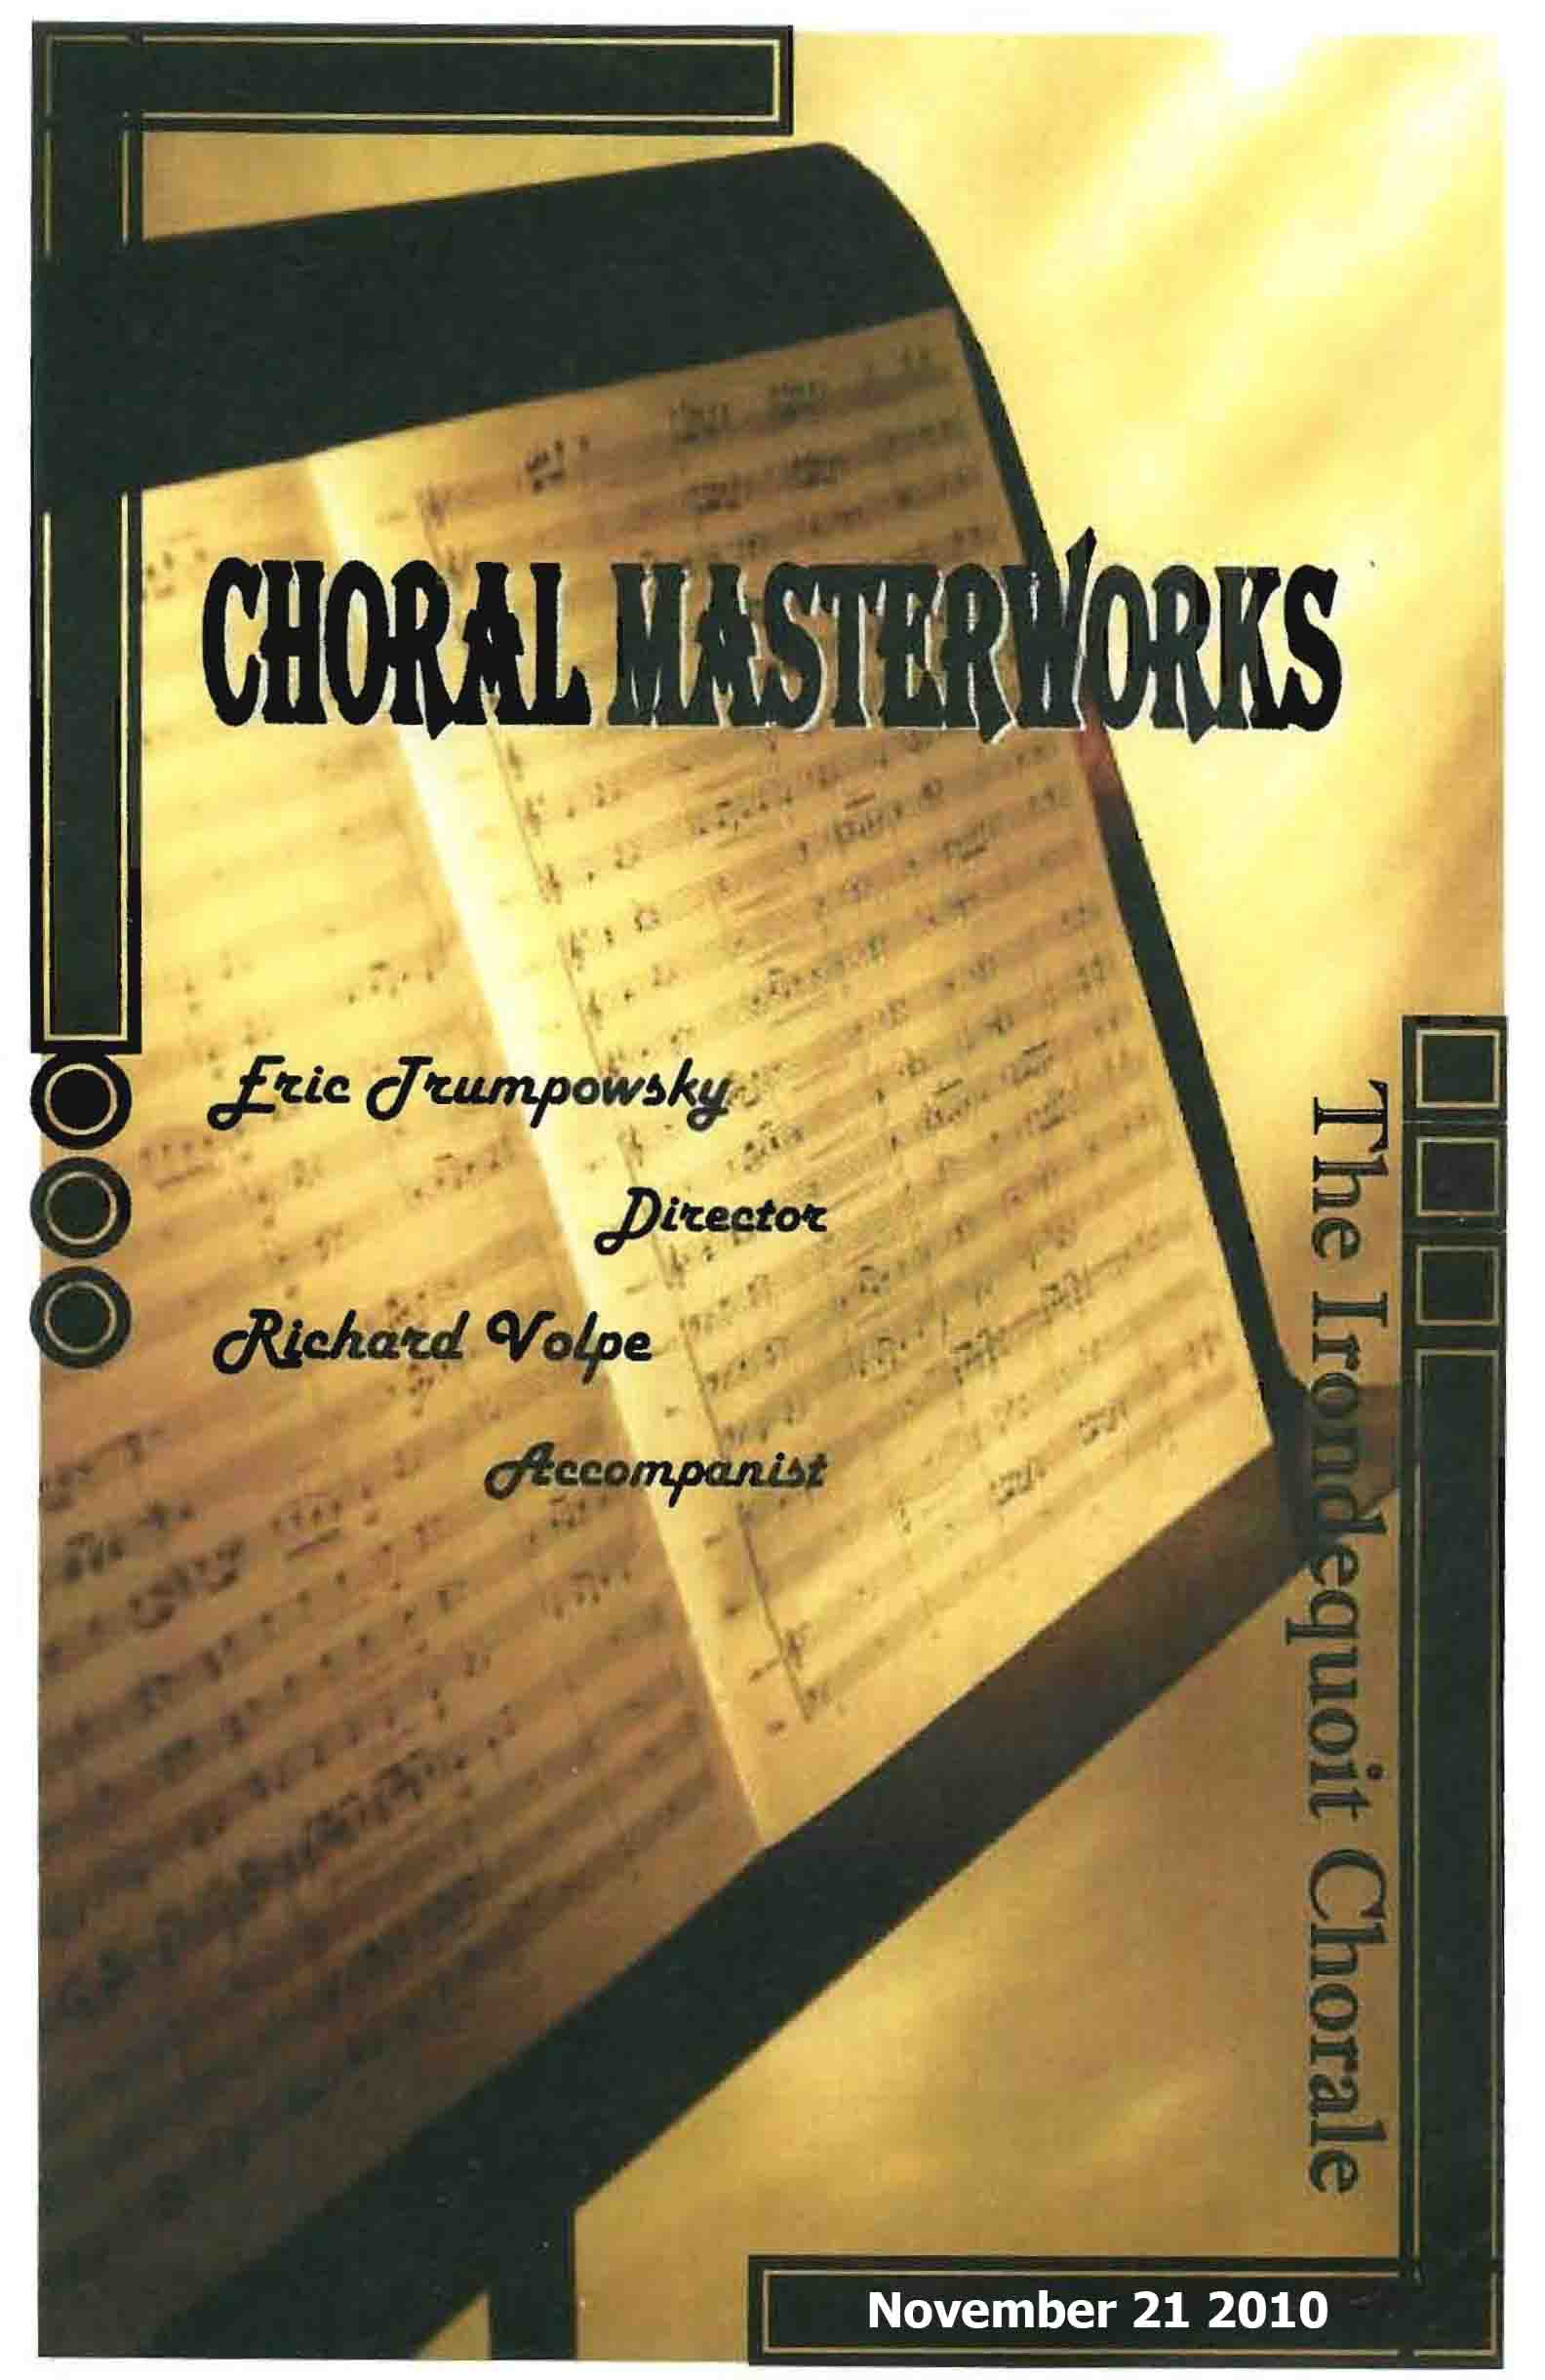 CHORAL MASTERWORKS
Eric Trumpowsky
Director
Richard Volpe
Accompanist
The Irondequoit Chorale
November 21 2010